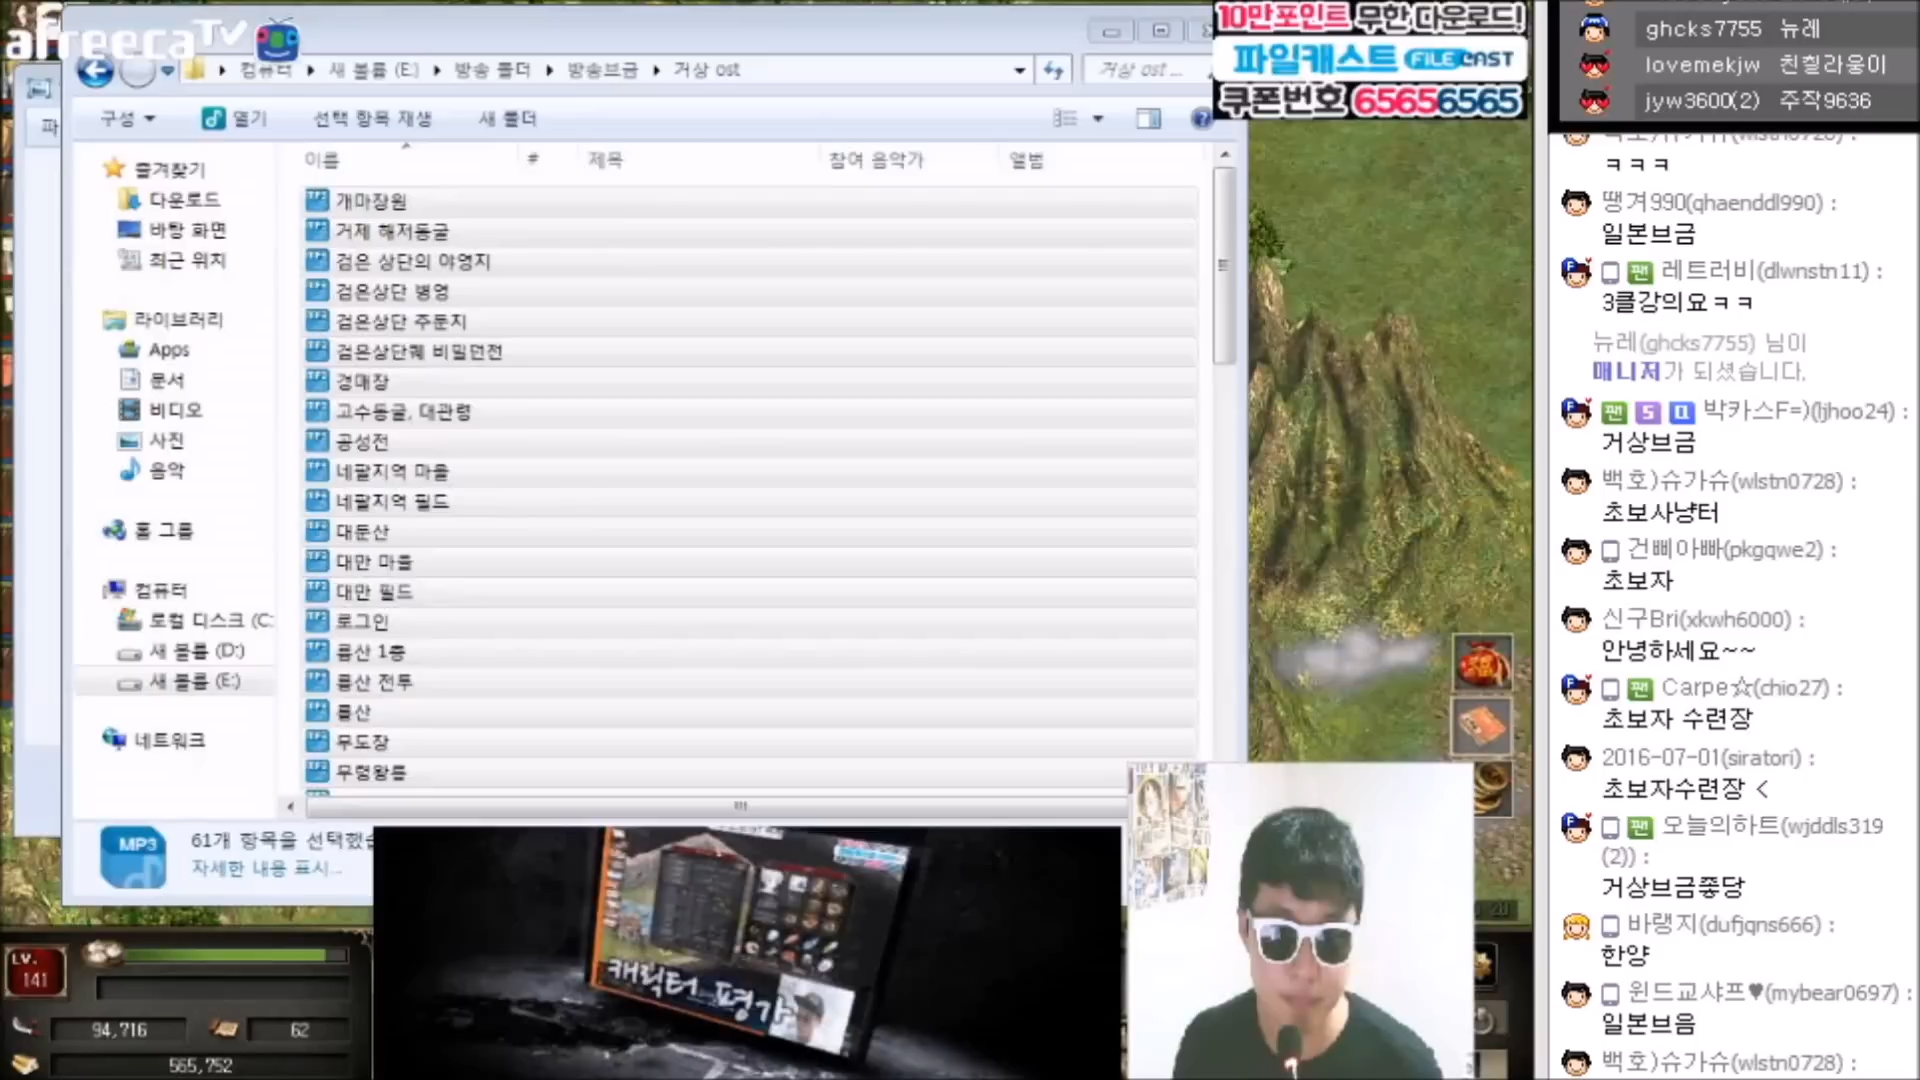 afreecaTV
컴퓨터 ▸ 새 볼륨 (E:) ▸ 방송 폴더 ▸ 방송브금 ▸ 거상 ost
거상 ost ...
구성 열기 선택 항목 재생 새 폴더
이름 # 제목 참여 음악가 앨범
즐겨찾기
다운로드
바탕 화면
최근 위치
라이브러리
Apps
문서
비디오
사진
음악
홈 그룹
컴퓨터
로컬 디스크 (C:
새 볼륨 (D:)
새 볼륨 (E:)
네트워크
개마장원
거제 해저동굴
검은 상단의 야영지
검은상단 병영
검은상단 주둔지
검은상단퀘 비밀던전
경매장
고수동굴, 대관령
공성전
네팔지역 마을
네팔지역 필드
대둔산
대만 마을
대만 필드
로그인
릉산 1층
릉산 전투
릉산
무도장
무령왕릉
MP3
61개 항목을 선택했
자세한 내용 표시...
10만포인트 무한 다운로드!
파일캐스트 FILE CAST
쿠폰번호 65656565
LV.
141
94,716
62
565,752
캐릭터 평가
ghcks7755 뉴레
lovemekjw 친칠라웅이
jyw3600(2) 주작9636
ㅋㅋㅋ
땡겨990(qhaenddl990) :
일본브금
팬 레트러비(dlwnstn11) :
3클강의요ㅋㅋ
뉴레(ghcks7755) 님이
매니저가 되셨습니다.
팬 5 박카스F=)(ljhoo24) :
거상브금
백호)슈가슈(wlstn0728) :
초보사냥터
건삐아빠(pkgqwe2) :
초보자
신구Bri(xkwh6000) :
안녕하세요~~
팬 Carpe☆(chio27) :
초보자 수련장
2016-07-01(siratori) :
초보자수련장 <
팬 오늘의하트(wjddls319
(2)) :
거상브금쫗당
바랭지(dufjqns666) :
한양
윈드교샤프♥(mybear0697) :
일본브음
백호)슈가슈(wlstn0728) :